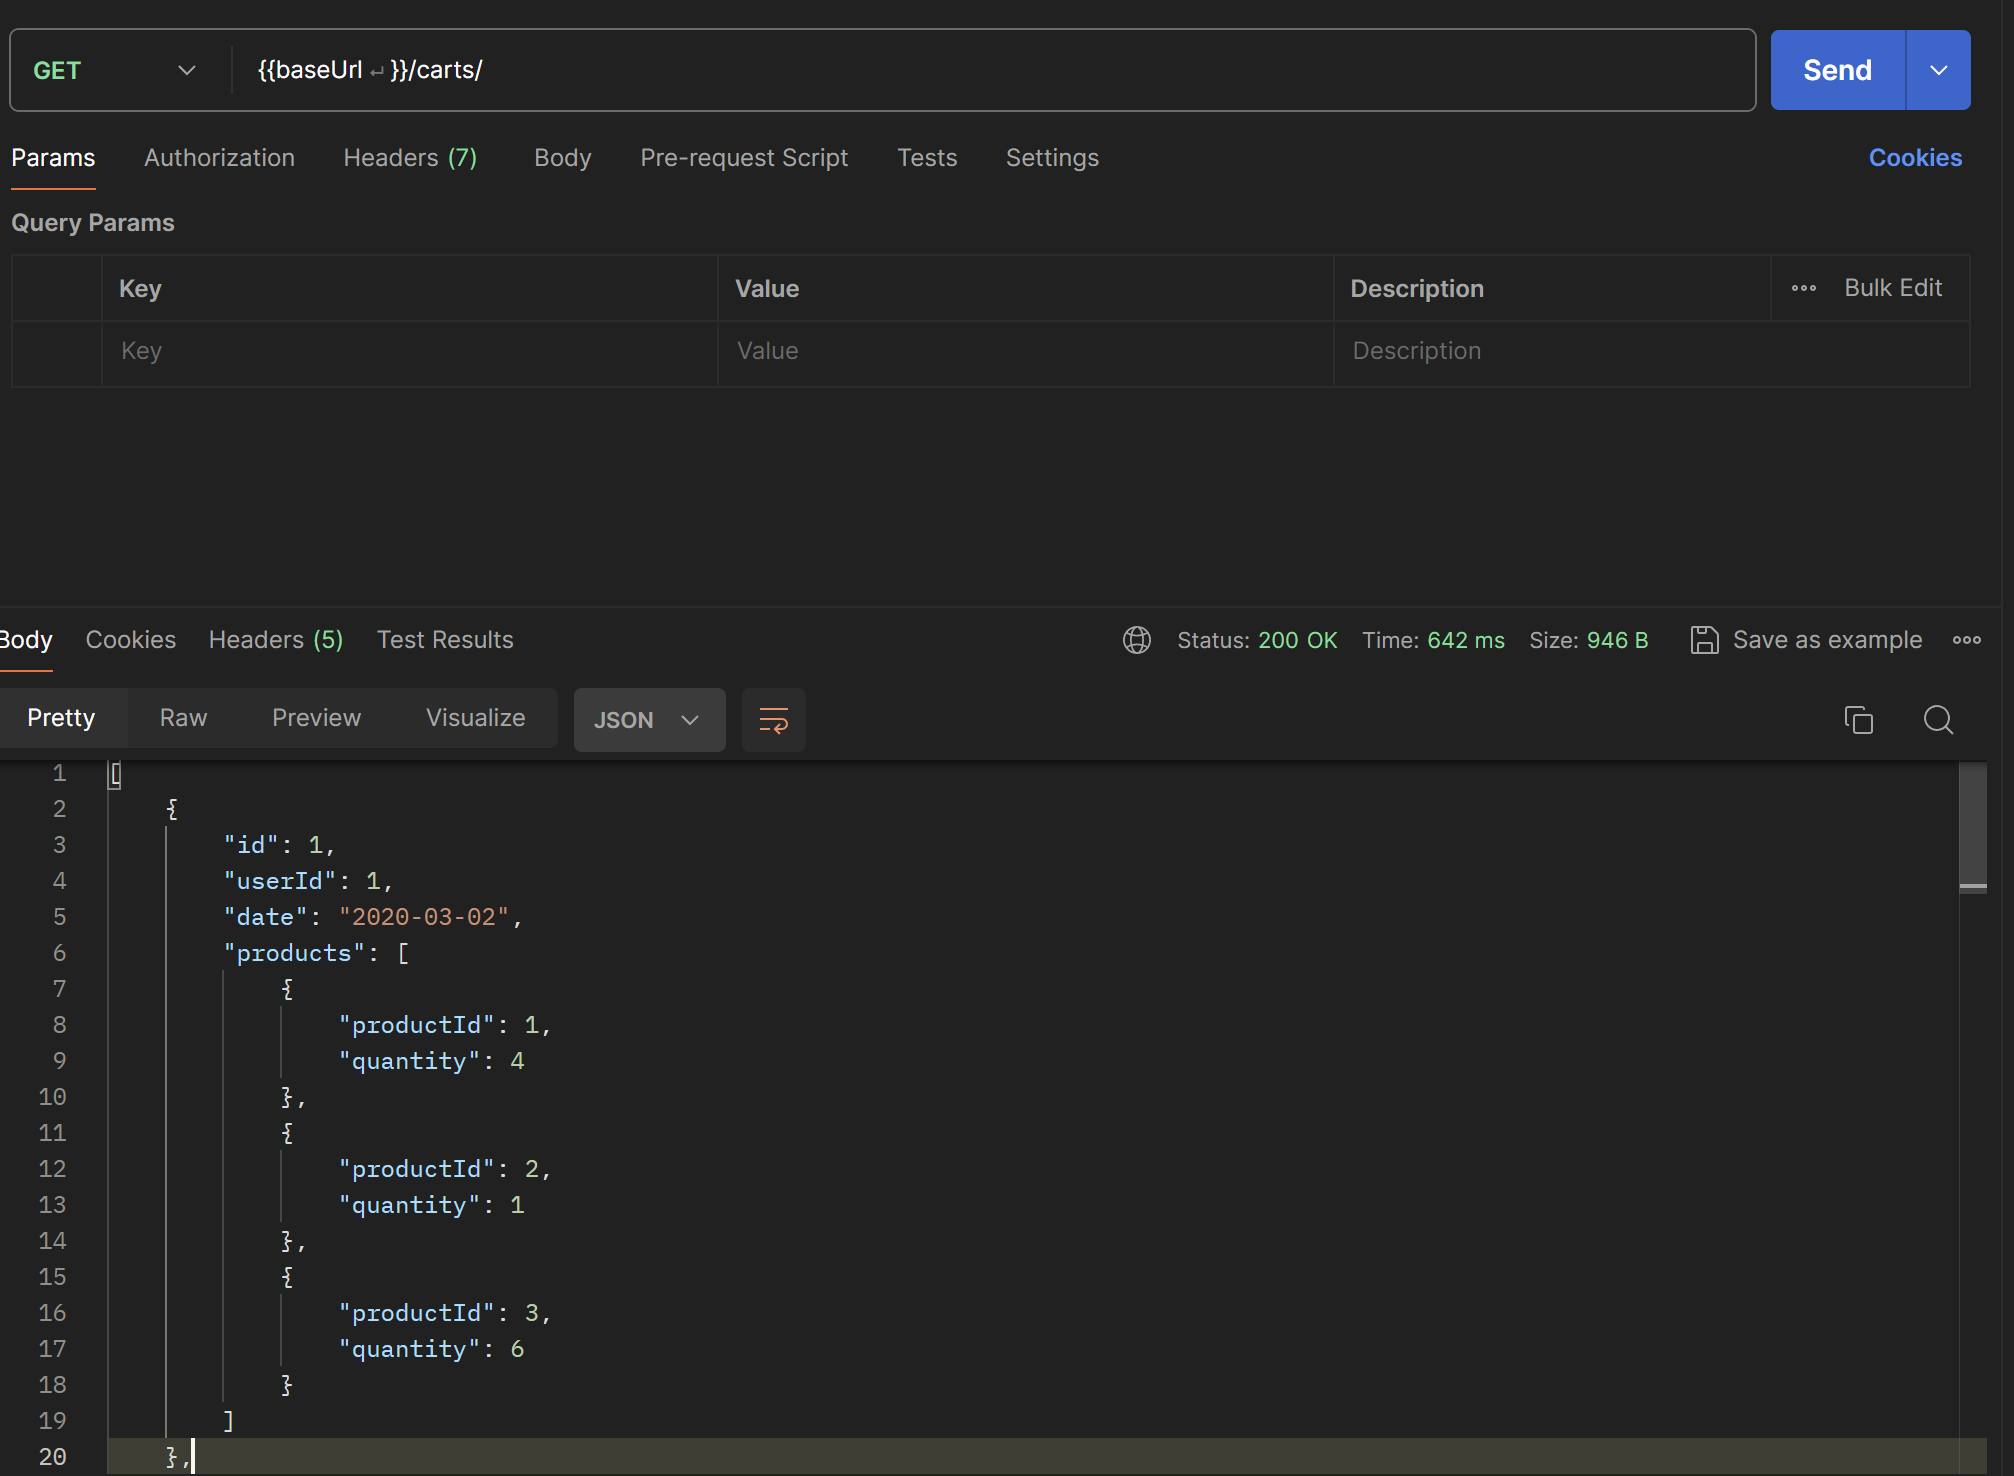 GET {{baseUrl ↵ }}/carts/ Send
Params Authorization Headers (7) Body Pre-request Script Tests Settings Cookies
Query Params
Key Value Description ∘∘∘ Bulk Edit
Key Value Description
Body Cookies Headers (5) Test Results Status: 200 OK Time: 642 ms Size: 946 B Save as example ∘∘∘
Pretty Raw Preview Visualize JSON
1 [
2 {
3 "id": 1,
4 "userId": 1,
5 "date": "2020-03-02",
6 "products": [
7 {
8 "productId": 1,
9 "quantity": 4
10 },
11 {
12 "productId": 2,
13 "quantity": 1
14 },
15 {
16 "productId": 3,
17 "quantity": 6
18 }
19 ]
20 },